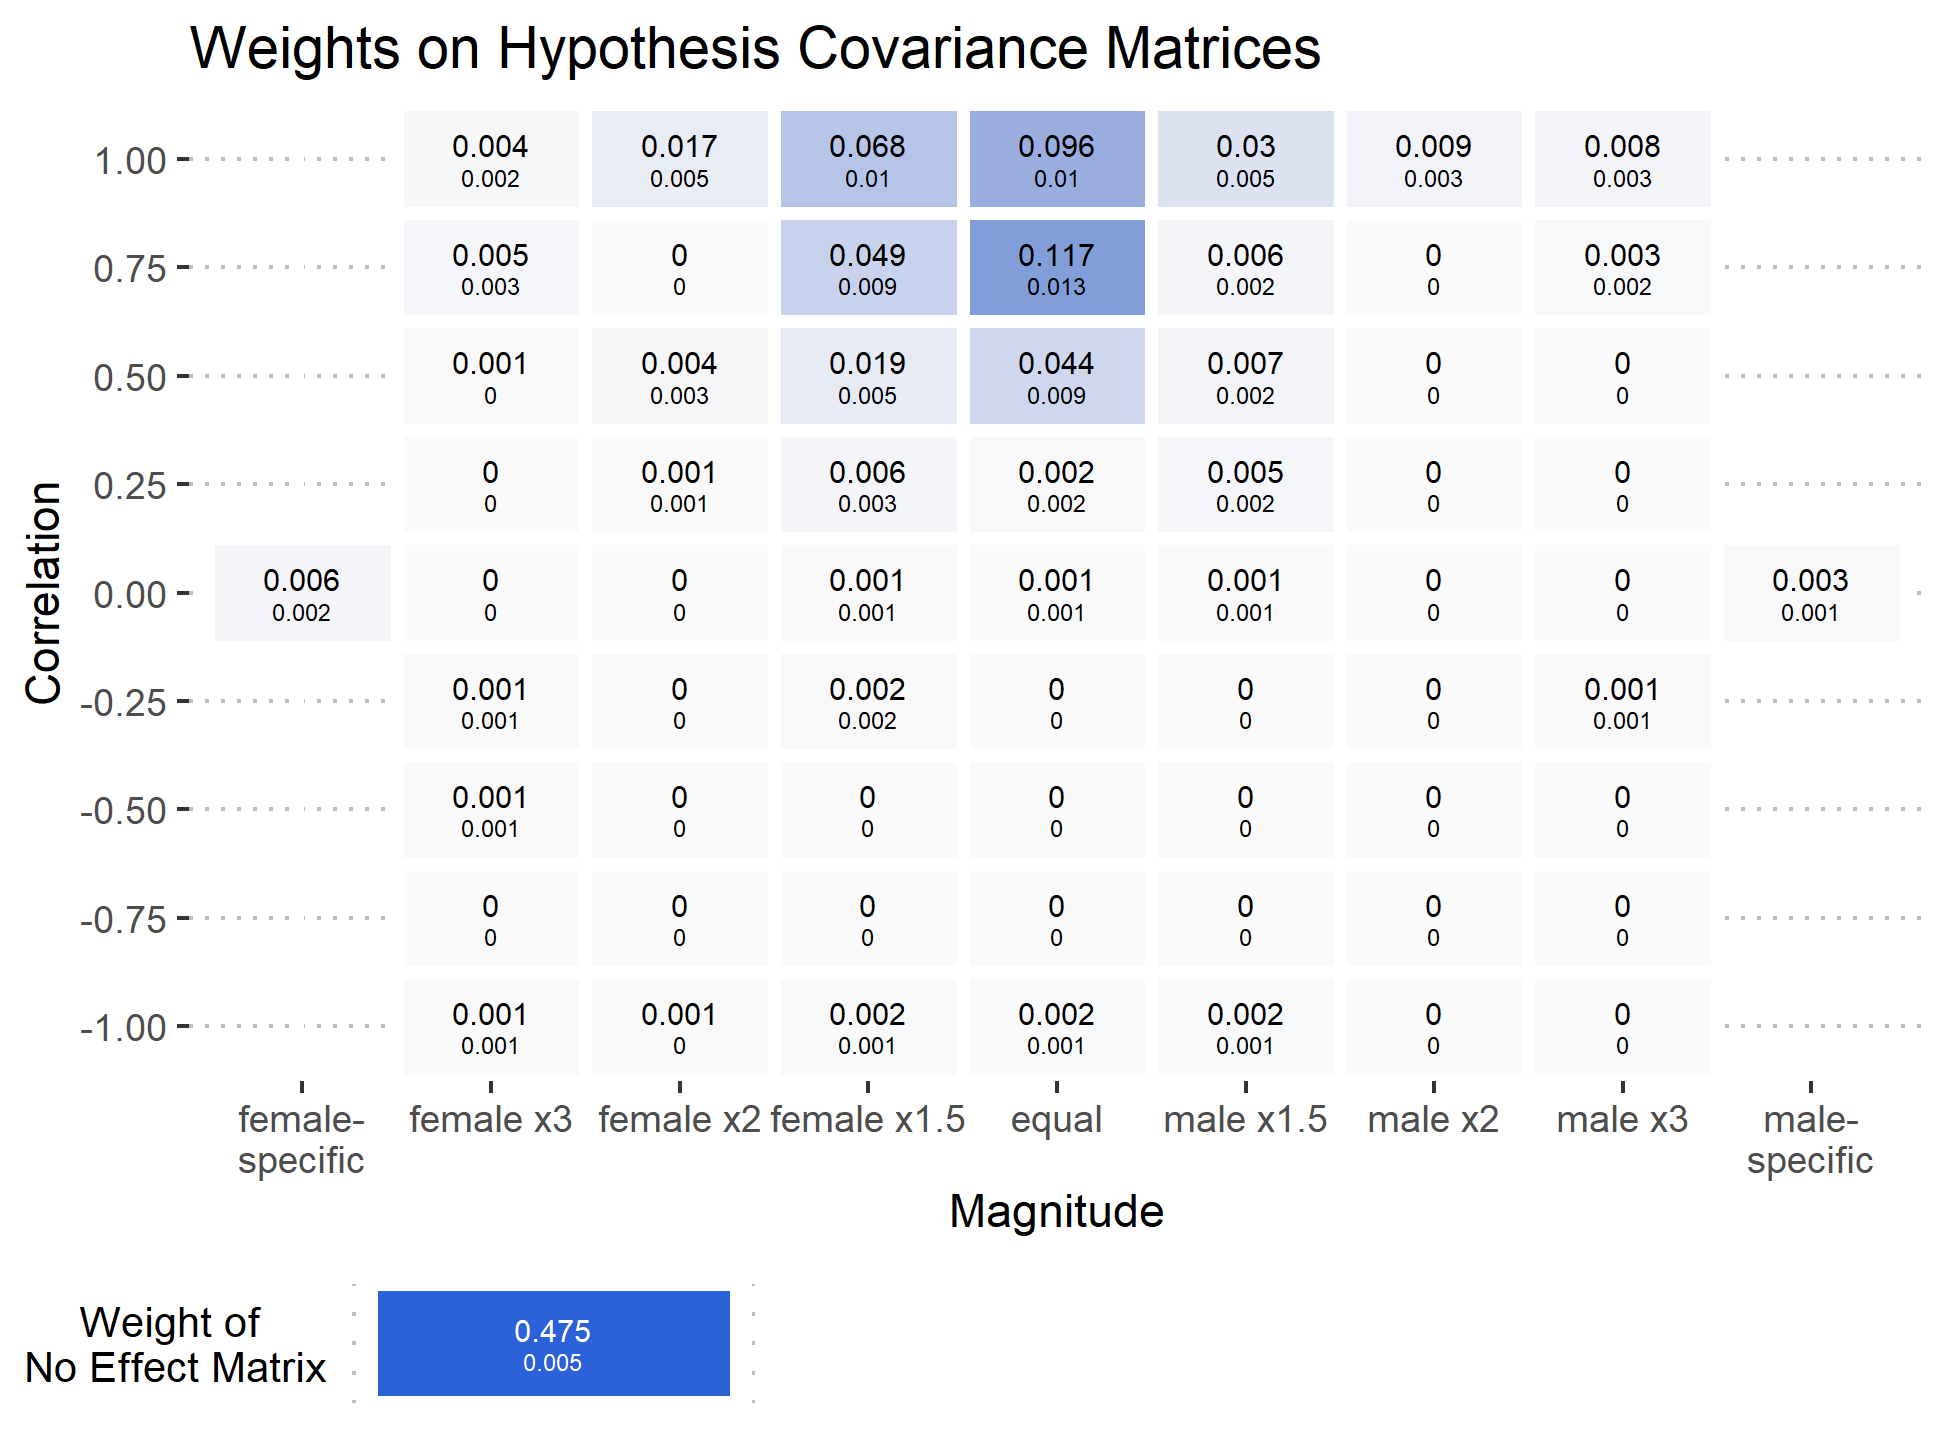 Weights on Hypothesis Covariance Matrices
1.00 0.004 0.017 0.068 0.096 0.03 0.009 0.008
0.002 0.005 0.01 0.01 0.005 0.003 0.003
0.75 0.005 0 0.049 0.117 0.006 0 0.003
0.003 0 0.009 0.013 0.002 0 0.002
0.50 0.001 0.004 0.019 0.044 0.007 0 0
0 0.003 0.005 0.009 0.002 0 0
0.25 0 0.001 0.006 0.002 0.005 0 0
0 0.001 0.003 0.002 0.002 0 0
Correlation
0.00 0.006 0 0 0.001 0.001 0.001 0 0 0.003
0.002 0 0 0.001 0.001 0.001 0 0 0.001
-0.25 0.001 0 0.002 0 0 0 0.001
0.001 0 0.002 0 0 0 0.001
-0.50 0.001 0 0 0 0 0 0
0.001 0 0 0 0 0 0
-0.75 0 0 0 0 0 0 0
0 0 0 0 0 0 0
-1.00 0.001 0.001 0.002 0.002 0.002 0 0
0.001 0 0.001 0.001 0.001 0 0
female- female x3 female x2 female x1.5 equal male x1.5 male x2 male x3 male-
specific specific
Magnitude
Weight of
No Effect Matrix
0.475
0.005